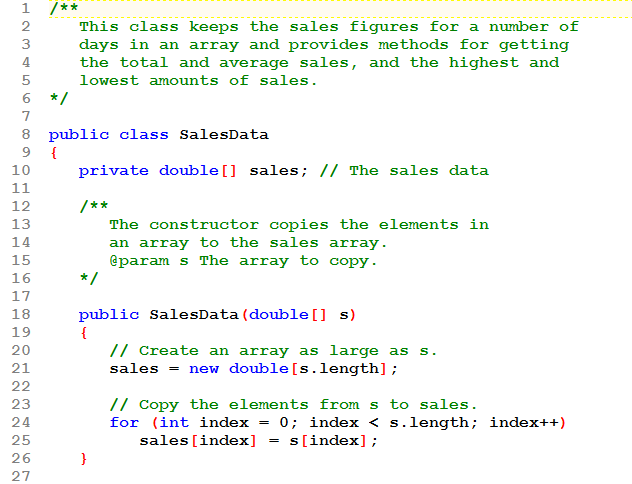 1 /**
2 This class keeps the sales figures for a number of
3 days in an array and provides methods for getting
4 the total and average sales, and the highest and
5 lowest amounts of sales.
6 */
7
8 public class SalesData
9 {
10 private double[] sales; // The sales data
11
12 /**
13 The constructor copies the elements in
14 an array to the sales array.
15 @param s The array to copy.
16 */
17
18 public SalesData(double[] s)
19 {
20 // Create an array as large as s.
21 sales = new double[s.length];
22
23 // Copy the elements from s to sales.
24 for (int index = 0; index < s.length; index++)
25 sales[index] = s[index];
26 }
27